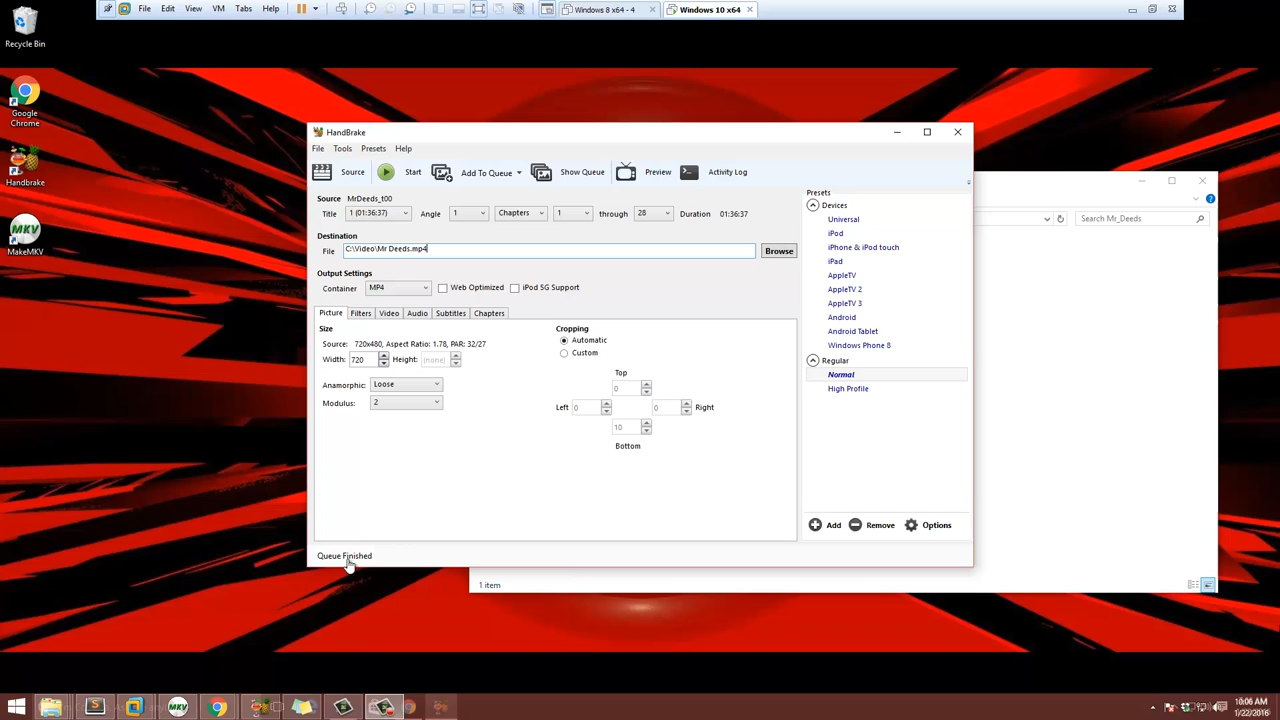 File Edit View VM Tabs Help Windows 8 x64 - 4 Windows 10 x64
Recycle Bin
Google
Chrome
Handbrake
MKV
MakeMKV
HandBrake
File Tools Presets Help
Source Start Add To Queue Show Queue Preview Activity Log
Source MrDeeds_t00
Title 1 (01:36:37) Angle 1 Chapters 1 through 28 Duration 01:36:37
Destination
File C:\Video\Mr Deeds.mp4 Browse
Output Settings
Container MP4 Web Optimized iPod 5G Support
Picture Filters Video Audio Subtitles Chapters
Size
Source: 720x480, Aspect Ratio: 1.78, PAR: 32/27
Width: 720 Height: (none)
Anamorphic: Loose
Modulus: 2
Cropping
Automatic
Custom
Top
0
Left 0 0 Right
10
Bottom
Presets
Devices
Universal
iPod
iPhone & iPod touch
iPad
AppleTV
AppleTV 2
AppleTV 3
Android
Android Tablet
Windows Phone 8
Regular
Normal
High Profile
Add Remove Options
Queue Finished
Search Mr_Deeds
1 item
MKV
10:06 AM
1/22/2016